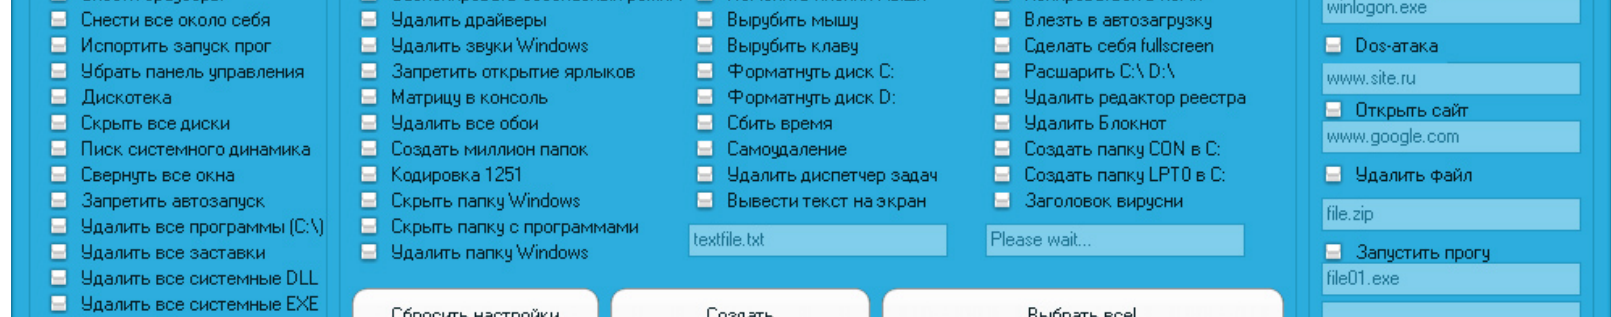 Снести все около себя
Испортить запуск прог
Убрать панель управления
Дискотека
Скрыть все диски
Писк системного динамика
Свернуть все окна
Запретить автозапуск
Удалить все программы (C:\)
Удалить все заставки
Удалить все системные DLL
Удалить все системные EXE
Удалить драйверы
Удалить звуки Windows
Запретить открытие ярлыков
Матрицу в консоль
Удалить все обои
Создать миллион папок
Кодировка 1251
Скрыть папку Windows
Скрыть папку с программами
Удалить папку Windows
Вырубить мышу
Вырубить клаву
Форматнуть диск C:
Форматнуть диск D:
Сбить время
Самоудаление
Удалить диспетчер задач
Вывести текст на экран
textfile.txt
Влезть в автозагрузку
Сделать себя fullscreen
Расшарить C:\ D:\
Удалить редактор реестра
Удалить Блокнот
Создать папку CON в C:
Создать папку LPT0 в C:
Заголовок вирусни
Please wait...
winlogon.exe
Dos-атака
www.site.ru
Открыть сайт
www.google.com
Удалить файл
file.zip
Запустить прогу
file01.exe
Сбросить настройки
Создать
Выбрать все!